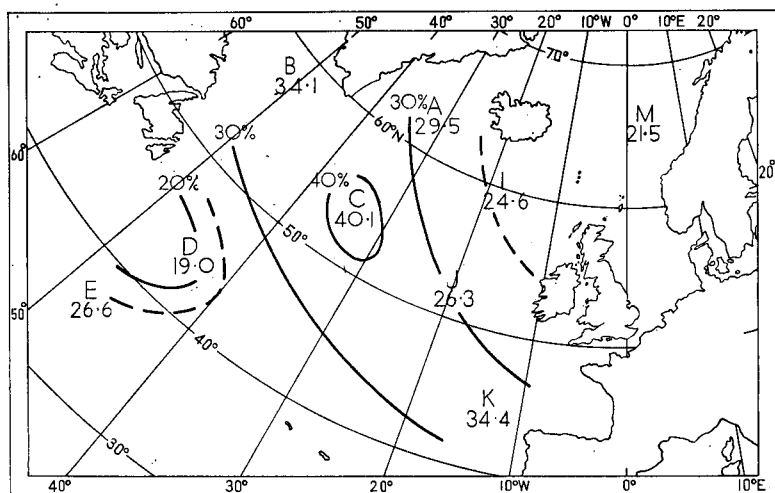 60° 50° 40° 30° 20° 10°W 0° 10°E 20°
70°
B
34·1
30% A
29·5
M
21·5
60°N
30%
60°
20%
40%
C
40·1
I
24·6
20°
50°
D
19·0
E
26·6
J
26·3
50°
40°
K
34·4
30°
40° 30° 20° 10°W 0° 10°E